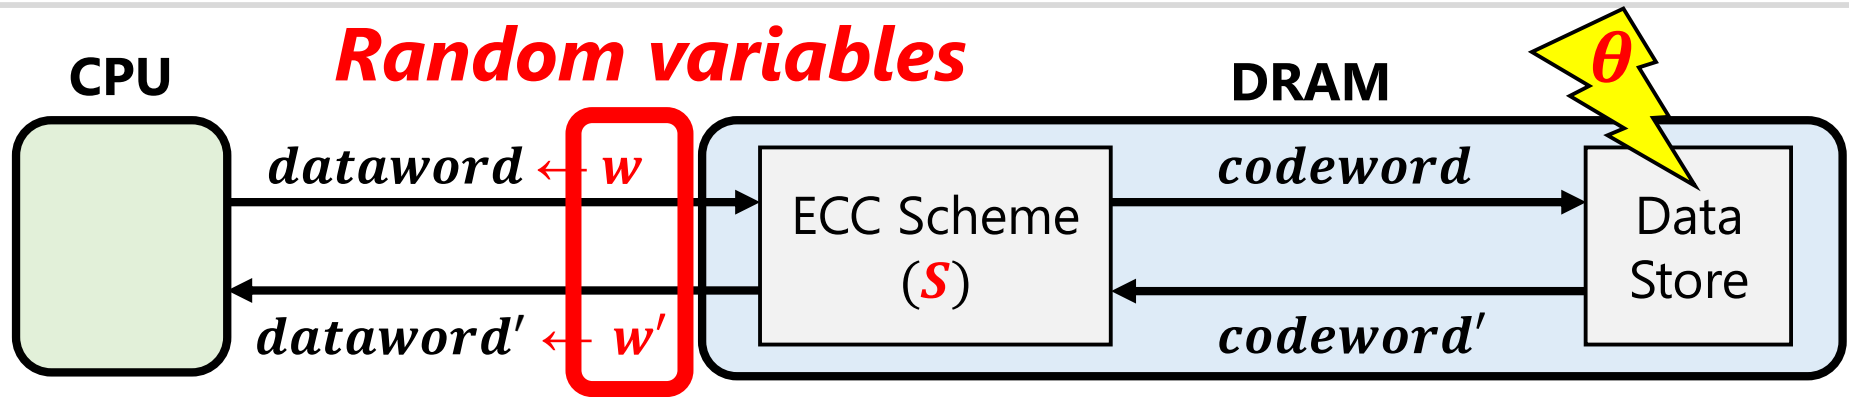 Random variables
CPU
DRAM
θ
dataword ← w
codeword
ECC Scheme
(S)
Data
Store
dataword′ ← w′
codeword′